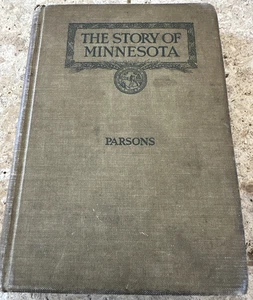 THE STORY OF
MINNESOTA
PARSONS